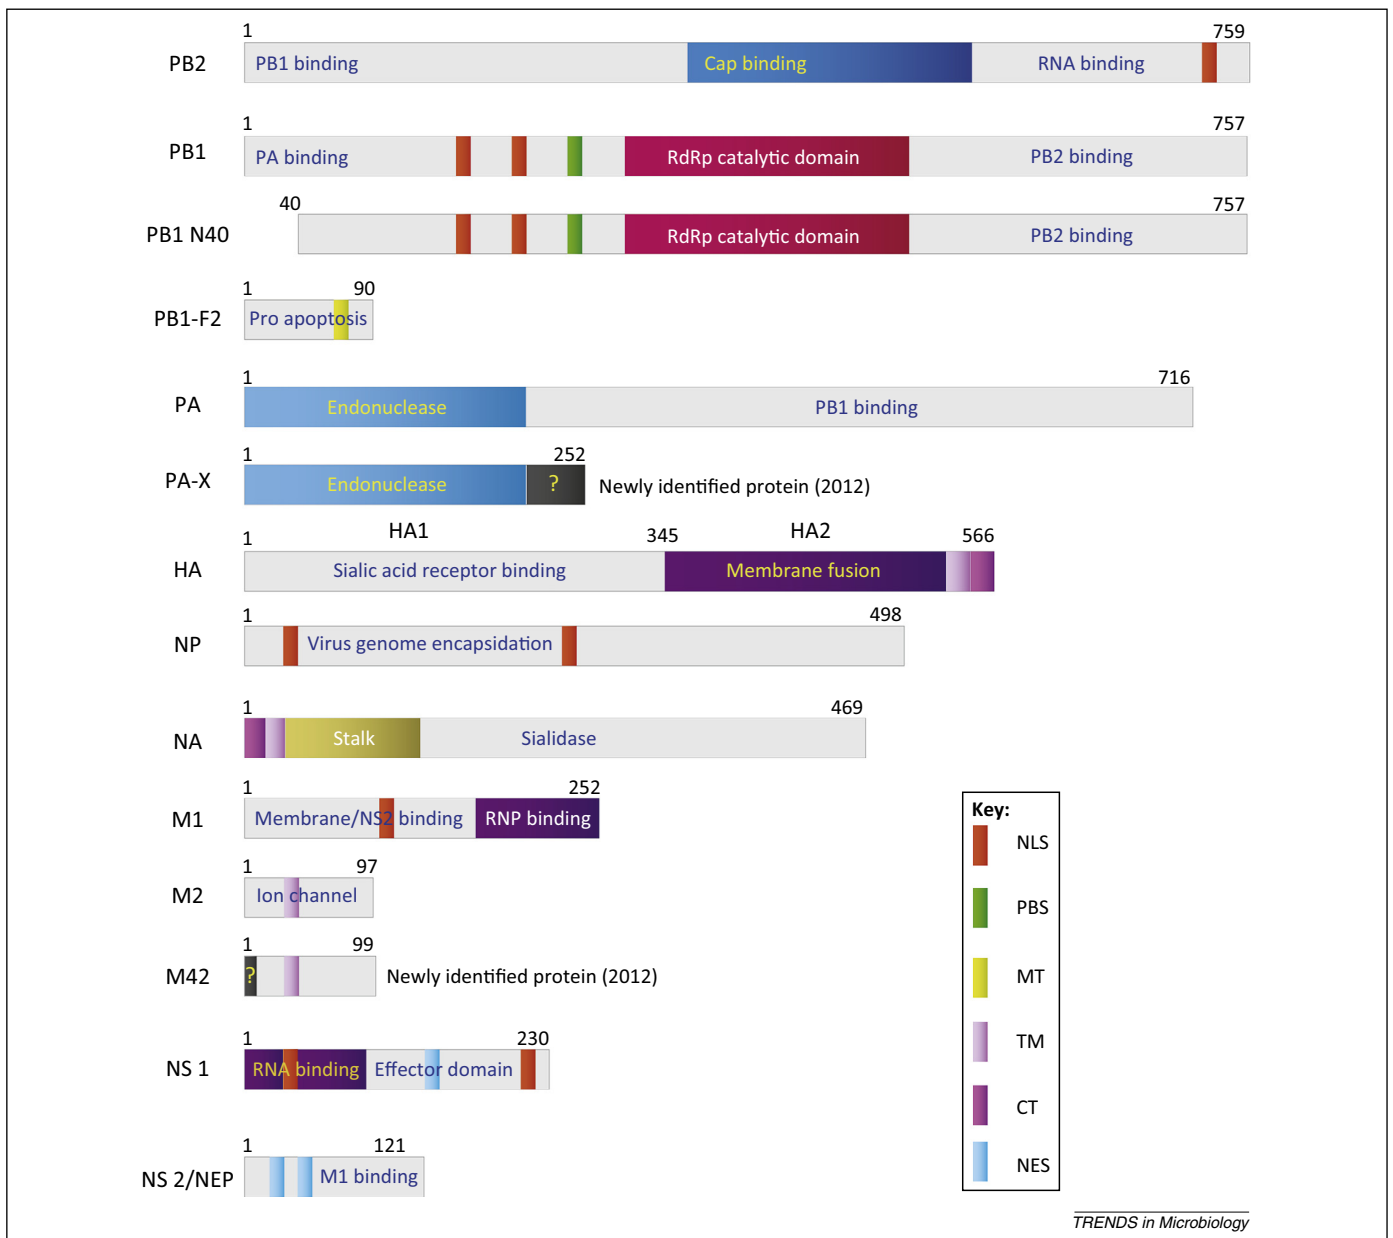 1 759
PB2 PB1 binding Cap binding RNA binding
1 757
PB1 PA binding RdRp catalytic domain PB2 binding
40 757
PB1 N40 RdRp catalytic domain PB2 binding
1 90
PB1-F2 Pro apoptosis
1 716
PA Endonuclease PB1 binding
1 252
PA-X Endonuclease ? Newly identified protein (2012)
1 HA1 345 HA2 566
HA Sialic acid receptor binding Membrane fusion
1 498
NP Virus genome encapsidation
1 469
NA Stalk Sialidase
1 252
M1 Membrane/NS2 binding RNP binding
1 97
M2 Ion channel
1 99
M42 ? Newly identified protein (2012)
1 230
NS 1 RNA binding Effector domain
1 121
NS 2/NEP M1 binding
Key:
NLS
PBS
MT
TM
CT
NES
TRENDS in Microbiology